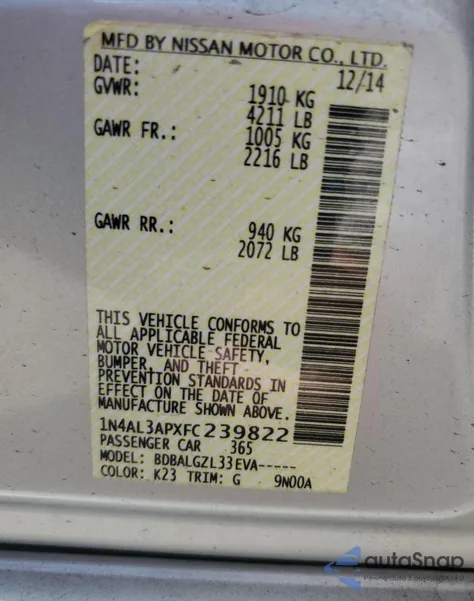 MFD BY NISSAN MOTOR CO., LTD.
DATE: 12/14
GVWR: 1910 KG
4211 LB
GAWR FR.: 1005 KG
2216 LB
GAWR RR.: 940 KG
2072 LB
THIS VEHICLE CONFORMS TO
ALL APPLICABLE FEDERAL
MOTOR VEHICLE SAFETY,
BUMPER, AND THEFT
PREVENTION STANDARDS IN
EFFECT ON THE DATE OF
MANUFACTURE SHOWN ABOVE.
1N4AL3APXFC239822
PASSENGER CAR 365
MODEL: BDBALGZL33EVA-----
COLOR: K23 TRIM: G 9N00A
autoSnap